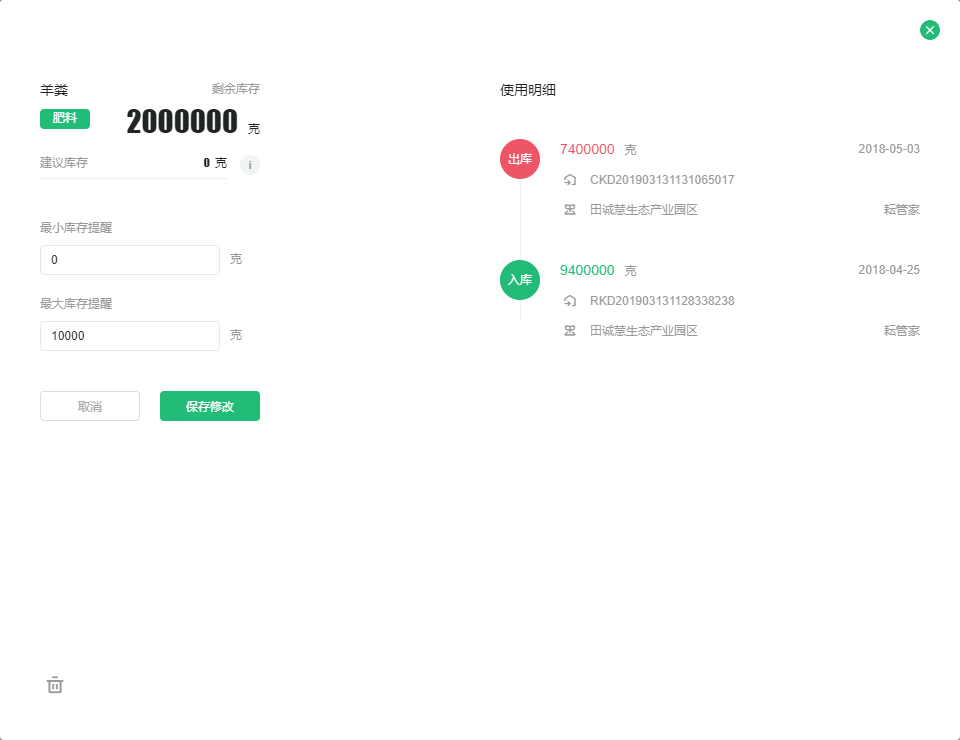 羊粪
剩余库存
肥料
2000000 克
建议库存
0 克
i
最小库存提醒
0
克
最大库存提醒
10000
克
取消
保存修改
使用明细
出库
7400000 克
2018-05-03
CKD201903131131065017
田诚慧生态产业园区
耘管家
入库
9400000 克
2018-04-25
RKD201903131128338238
田诚慧生态产业园区
耘管家